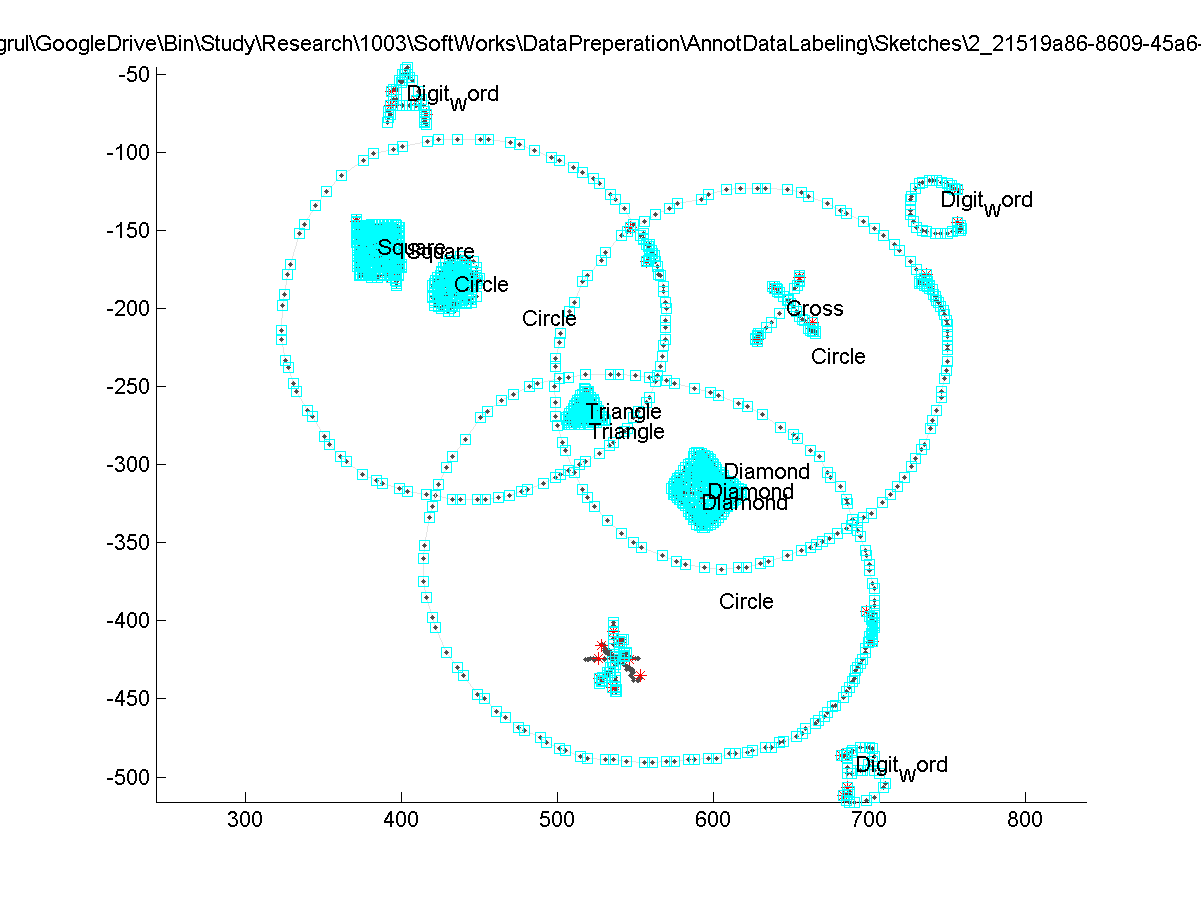 grul\GoogleDrive\Bin\Study\Research\1003\SoftWorks\DataPreperation\AnnotDataLabeling\Sketches\2_21519a86-8609-45a6-
-50
Digitword
-100
Digitword
-150
Square
Square
Circle
-200
Cross
Circle
Circle
-250
Triangle
Triangle
-300
Diamond
Diamond
Diamond
-350
Circle
-400
-450
Digitword
-500
300 400 500 600 700 800